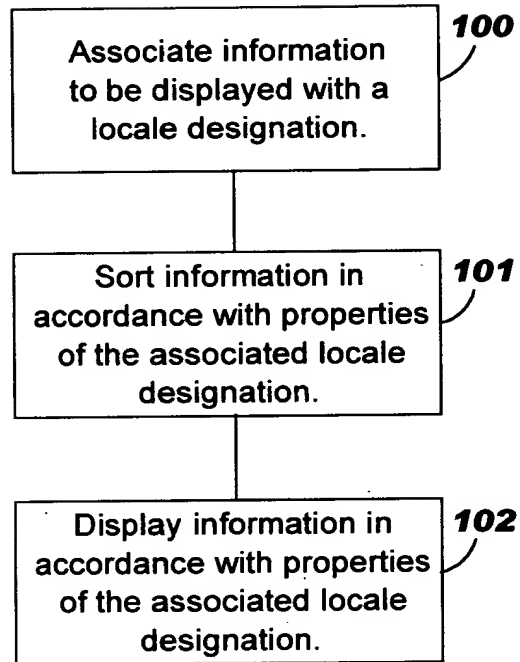 Associate information
to be displayed with a
locale designation.
100
Sort information in
accordance with properties
of the associated locale
designation.
101
Display information in
accordance with properties
of the associated locale
designation.
102